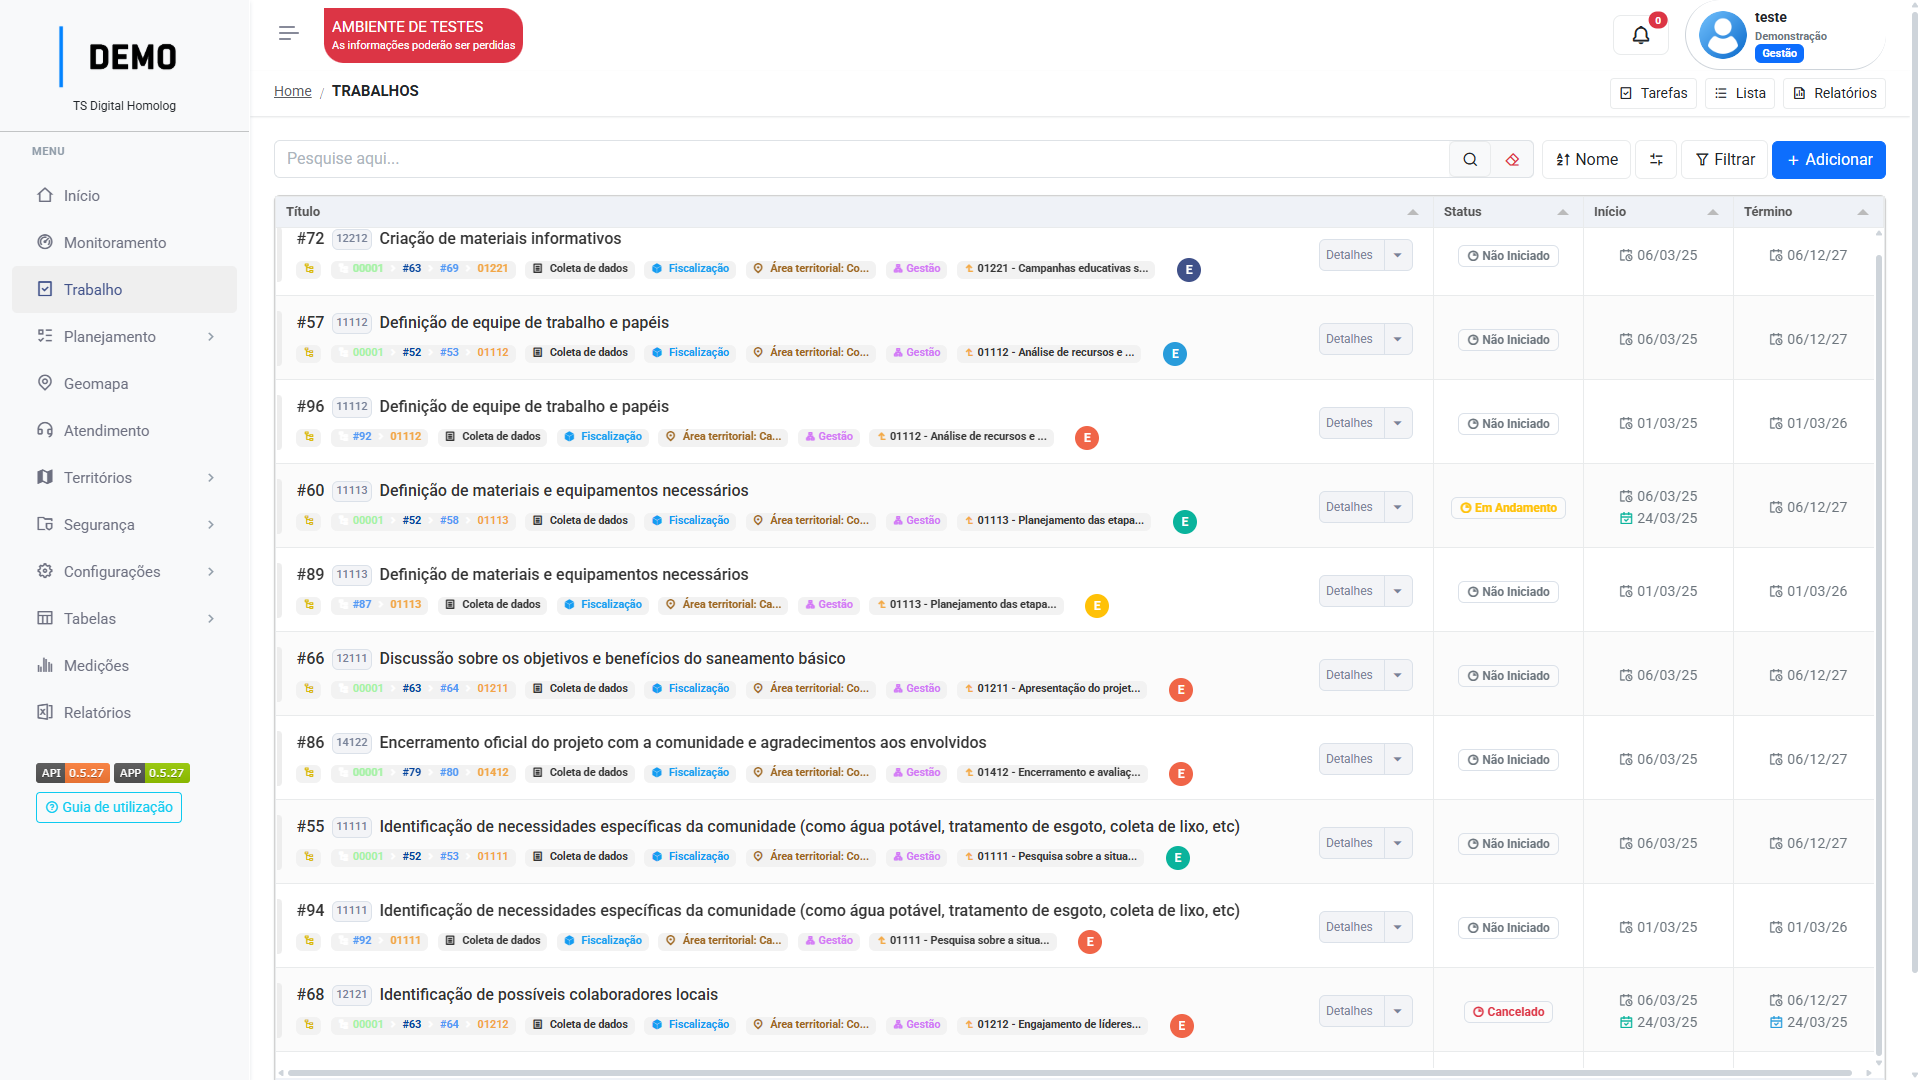 DEMO
TS Digital Homolog
MENU
Início
Monitoramento
Trabalho
Planejamento
Geomapa
Atendimento
Territórios
Segurança
Configurações
Tabelas
Medições
Relatórios
API 0.5.27 APP 0.5.27
Guia de utilização
AMBIENTE DE TESTES
As informações poderão ser perdidas
0
teste
Demonstração
Gestão
Home / TRABALHOS
Tarefas Lista Relatórios
Pesquise aqui...
Nome Filtrar + Adicionar
Título Status Início Término
#72 12212 Criação de materiais informativos
00001 #63 #69 01221 Coleta de dados Fiscalização Área territorial: Co... Gestão 01221 - Campanhas educativas s... E
Detalhes Não Iniciado 06/03/25 06/12/27
#57 11112 Definição de equipe de trabalho e papéis
00001 #52 #53 01112 Coleta de dados Fiscalização Área territorial: Co... Gestão 01112 - Análise de recursos e ... E
Detalhes Não Iniciado 06/03/25 06/12/27
#96 11112 Definição de equipe de trabalho e papéis
#92 01112 Coleta de dados Fiscalização Área territorial: Ca... Gestão 01112 - Análise de recursos e ... E
Detalhes Não Iniciado 01/03/25 01/03/26
#60 11113 Definição de materiais e equipamentos necessários
00001 #52 #58 01113 Coleta de dados Fiscalização Área territorial: Co... Gestão 01113 - Planejamento das etapa... E
Detalhes Em Andamento 06/03/25 24/03/25 06/12/27
#89 11113 Definição de materiais e equipamentos necessários
#87 01113 Coleta de dados Fiscalização Área territorial: Ca... Gestão 01113 - Planejamento das etapa... E
Detalhes Não Iniciado 01/03/25 01/03/26
#66 12111 Discussão sobre os objetivos e benefícios do saneamento básico
00001 #63 #64 01211 Coleta de dados Fiscalização Área territorial: Co... Gestão 01211 - Apresentação do projet... E
Detalhes Não Iniciado 06/03/25 06/12/27
#86 14122 Encerramento oficial do projeto com a comunidade e agradecimentos aos envolvidos
00001 #79 #80 01412 Coleta de dados Fiscalização Área territorial: Co... Gestão 01412 - Encerramento e avaliaç... E
Detalhes Não Iniciado 06/03/25 06/12/27
#55 11111 Identificação de necessidades específicas da comunidade (como água potável, tratamento de esgoto, coleta de lixo, etc)
00001 #52 #53 01111 Coleta de dados Fiscalização Área territorial: Co... Gestão 01111 - Pesquisa sobre a situa... E
Detalhes Não Iniciado 06/03/25 06/12/27
#94 11111 Identificação de necessidades específicas da comunidade (como água potável, tratamento de esgoto, coleta de lixo, etc)
#92 01111 Coleta de dados Fiscalização Área territorial: Ca... Gestão 01111 - Pesquisa sobre a situa... E
Detalhes Não Iniciado 01/03/25 01/03/26
#68 12121 Identificação de possíveis colaboradores locais
00001 #63 #64 01212 Coleta de dados Fiscalização Área territorial: Co... Gestão 01212 - Engajamento de líderes... E
Detalhes Cancelado 06/03/25 24/03/25 06/12/27 24/03/25